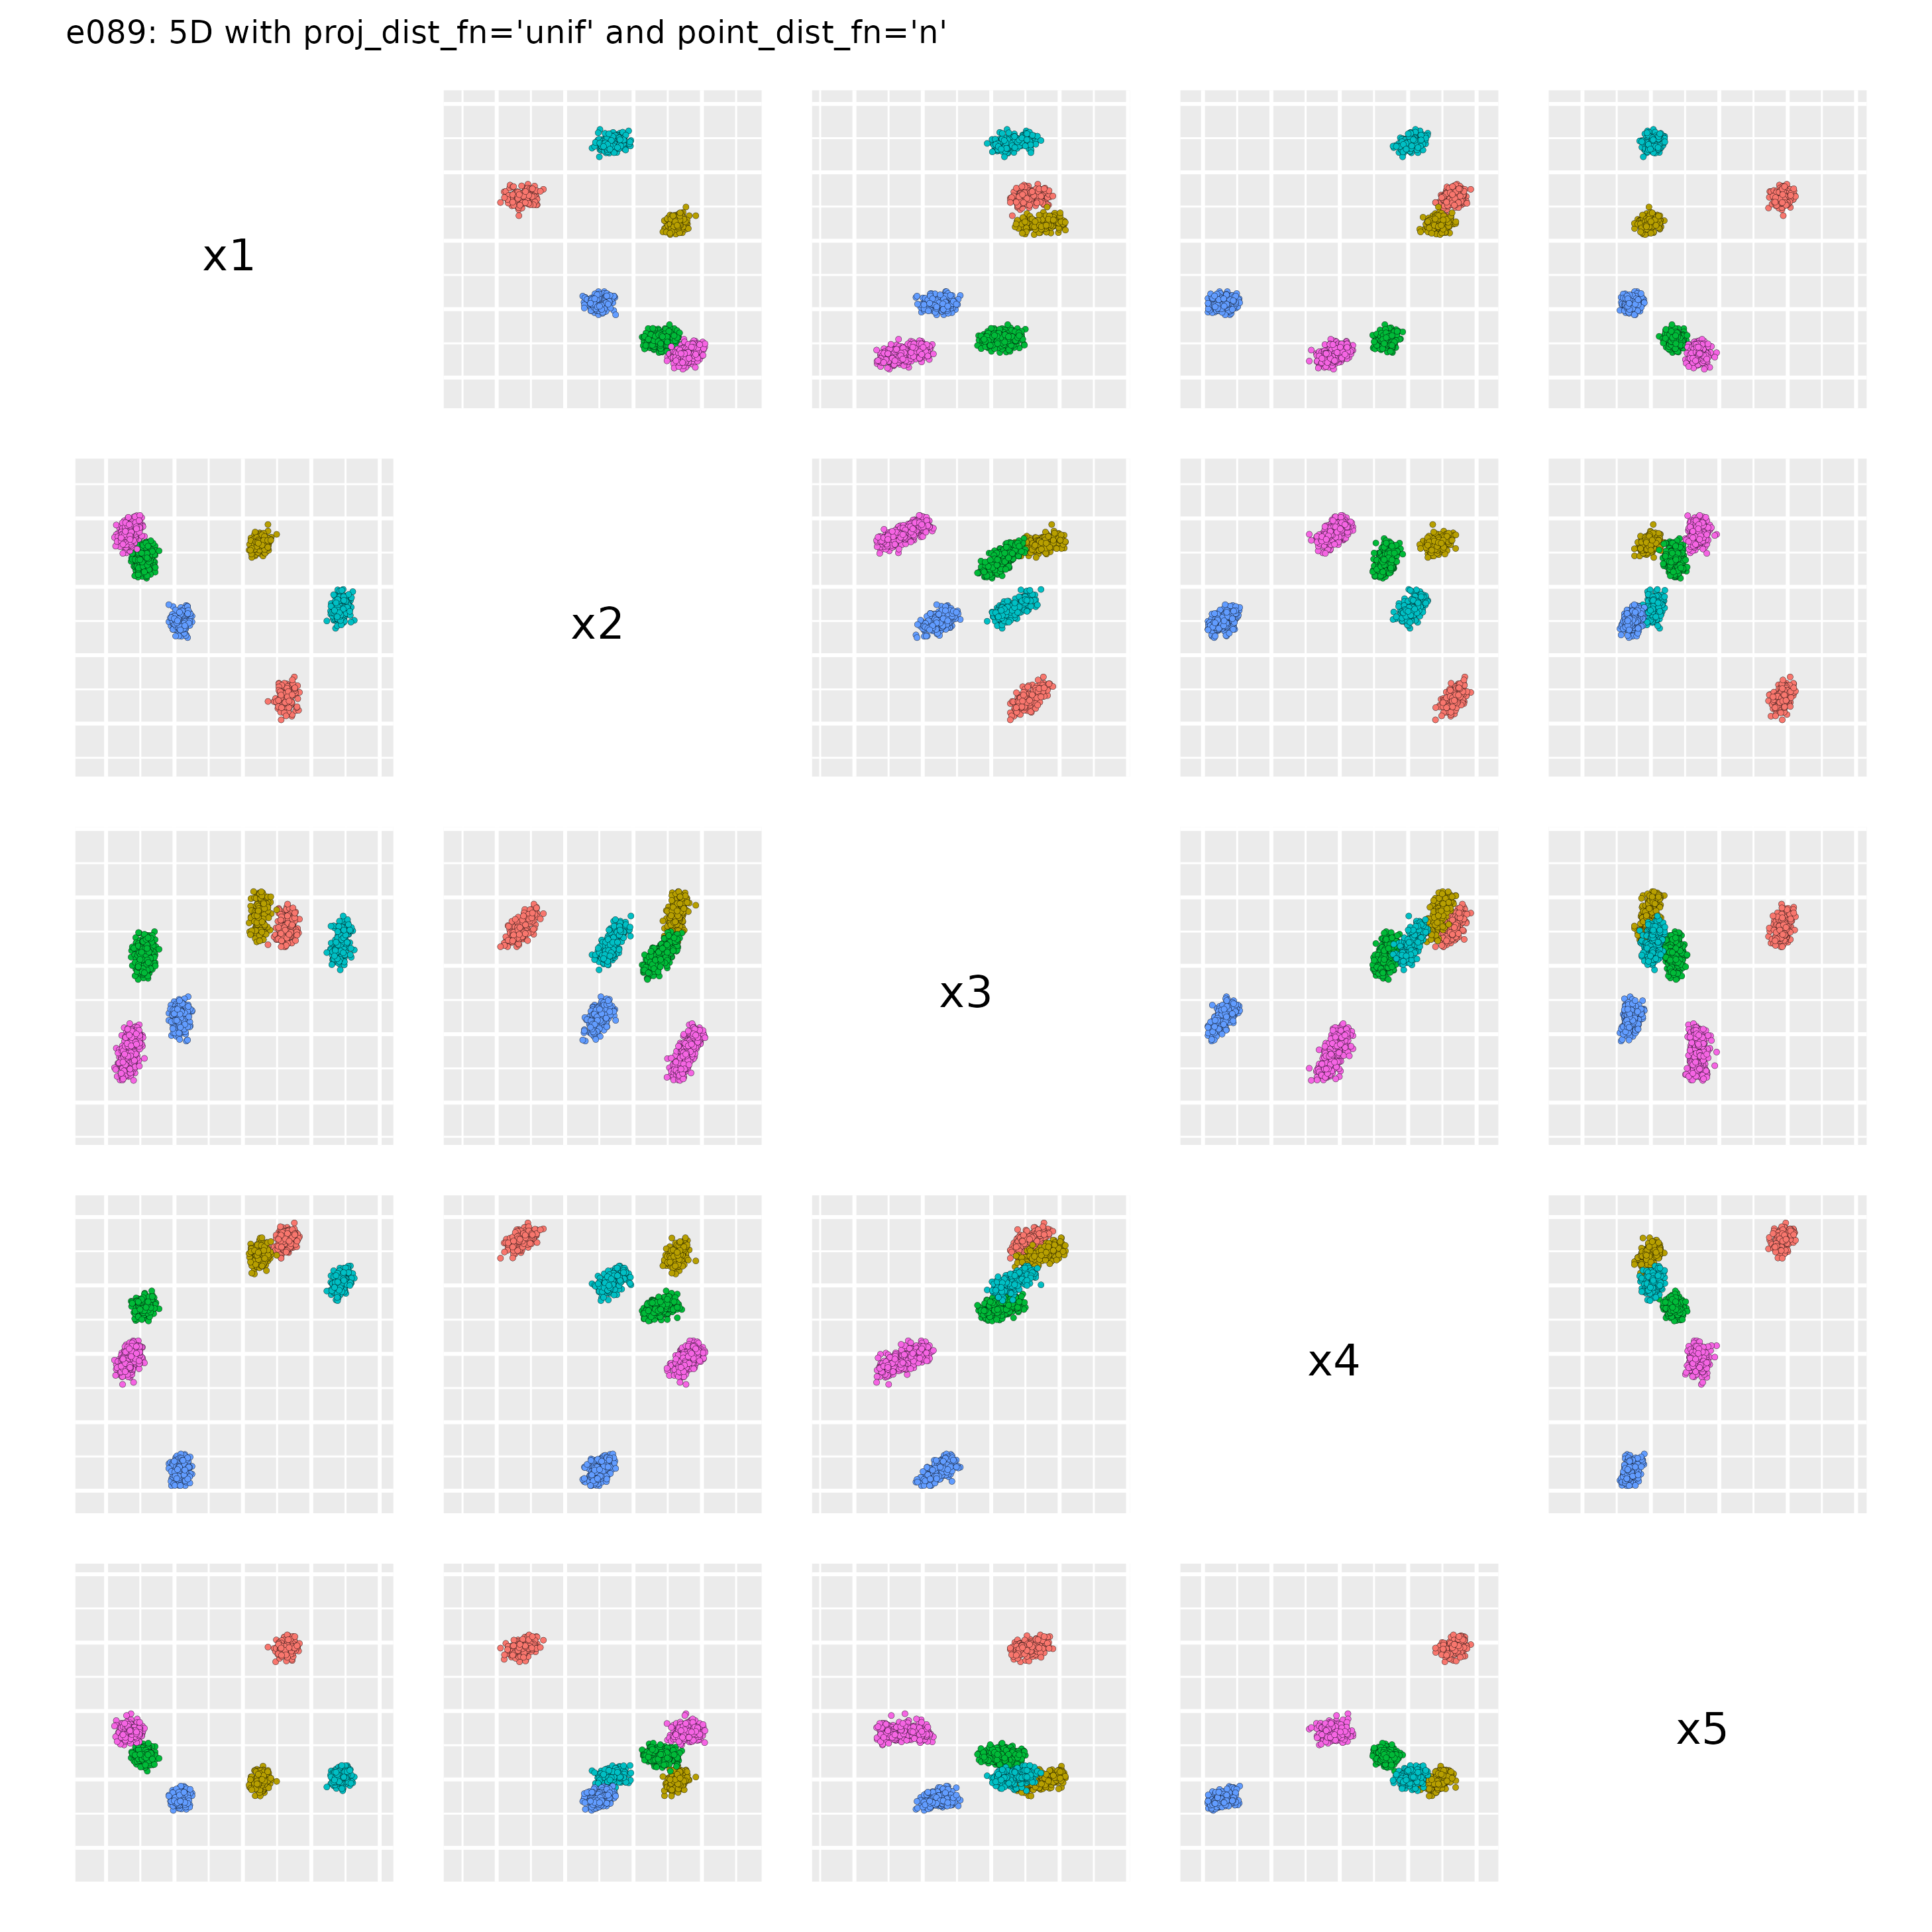 e089: 5D with proj_dist_fn='unif' and point_dist_fn='n'
x1
x2
x3
x4
x5